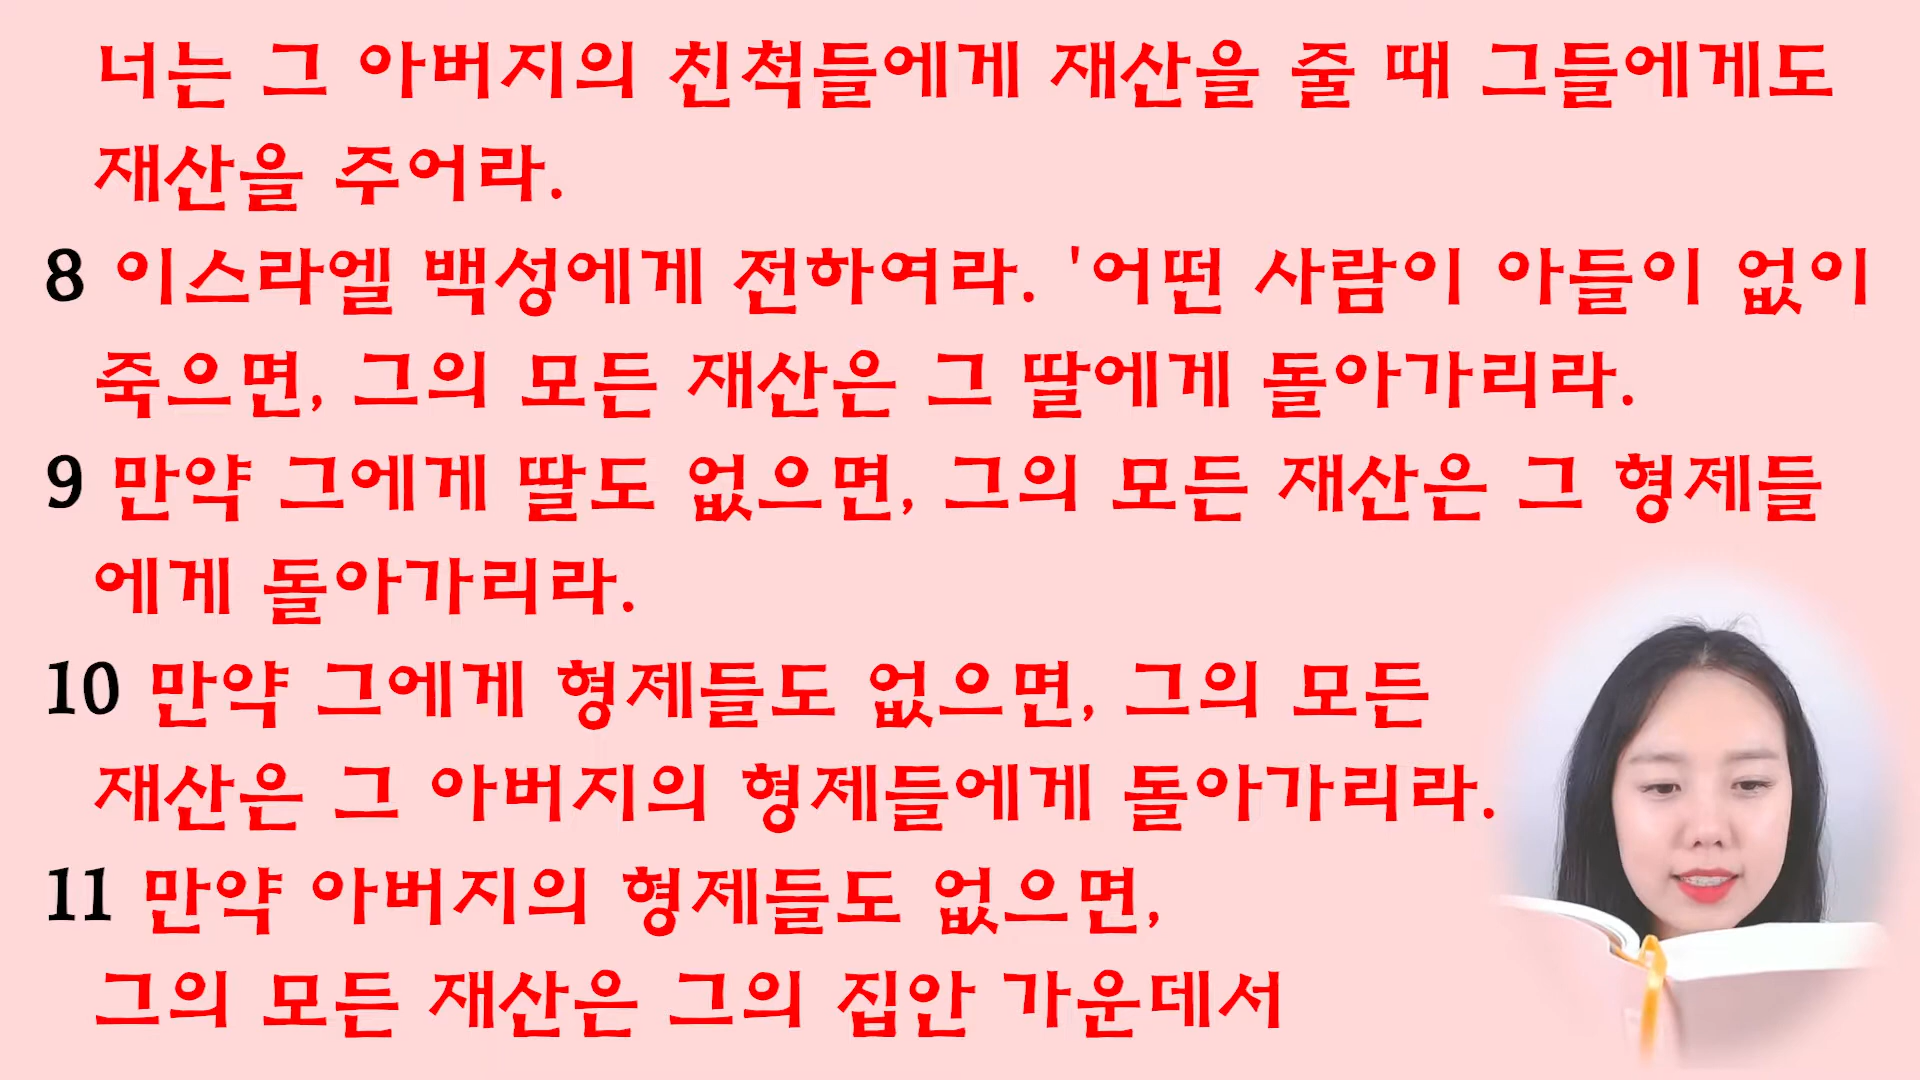 너는 그 아버지의 친척들에게 재산을 줄 때 그들에게도
재산을 주어라.
8 이스라엘 백성에게 전하여라. '어떤 사람이 아들이 없이
죽으면, 그의 모든 재산은 그 딸에게 돌아가리라.
9 만약 그에게 딸도 없으면, 그의 모든 재산은 그 형제들
에게 돌아가리라.
10 만약 그에게 형제들도 없으면, 그의 모든
재산은 그 아버지의 형제들에게 돌아가리라.
11 만약 아버지의 형제들도 없으면,
그의 모든 재산은 그의 집안 가운데서